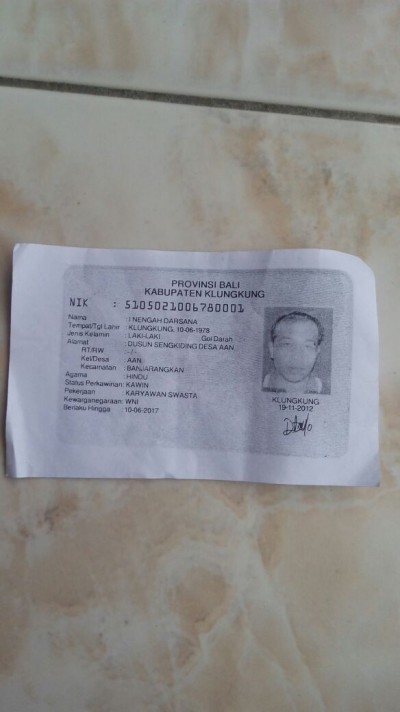 PROVINSI BALI
KABUPATEN KLUNGKUNG
NIK : 5105021006780001
Nama : I NENGAH DARSANA
Tempat/Tgl Lahir : KLUNGKUNG, 10-06-1978
Jenis Kelamin : LAKI-LAKI Gol Darah
Alamat : DUSUN SENGKIDING DESA AAN
RT/RW : - / -
Kel/Desa : AAN
Kecamatan : BANJARANGKAN
Agama : HINDU
Status Perkawinan: KAWIN
Pekerjaan : KARYAWAN SWASTA
Kewarganegaraan: WNI
Berlaku Hingga : 10-06-2017
KLUNGKUNG
19-11-2012